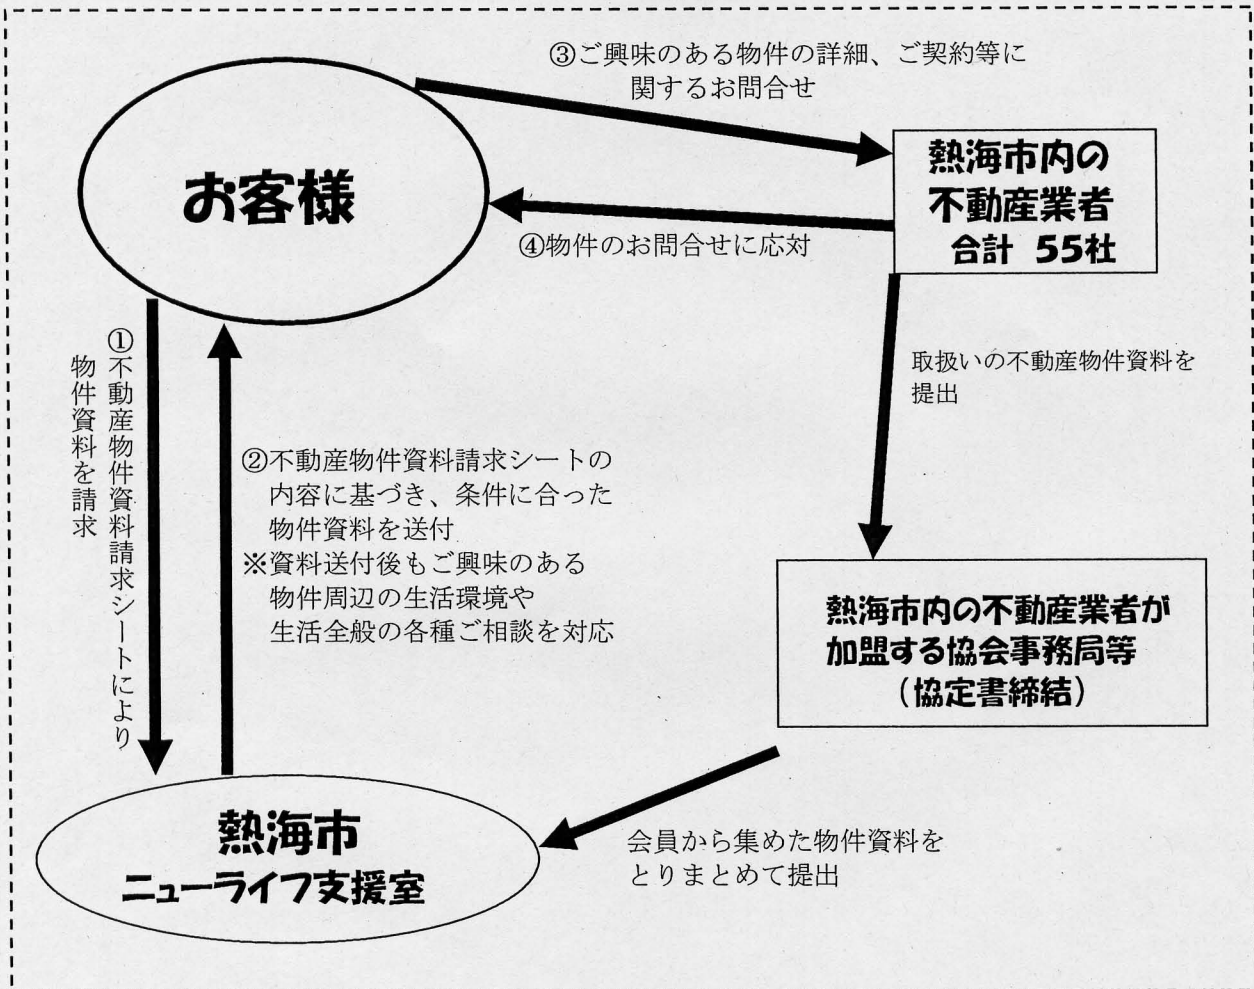 ③ご興味のある物件の詳細、ご契約等に
関するお問合せ
お客様
熱海市内の
不動産業者
合計 55社
④物件のお問合せに応対
①不動産物件資料請求シートにより
物件資料を請求
取扱いの不動産物件資料を
提出
②不動産物件資料請求シートの
内容に基づき、条件に合った
物件資料を送付
※資料送付後もご興味のある
物件周辺の生活環境や
生活全般の各種ご相談を対応
熱海市内の不動産業者が
加盟する協会事務局等
(協定書締結)
熱海市
ニューライフ支援室
会員から集めた物件資料を
とりまとめて提出